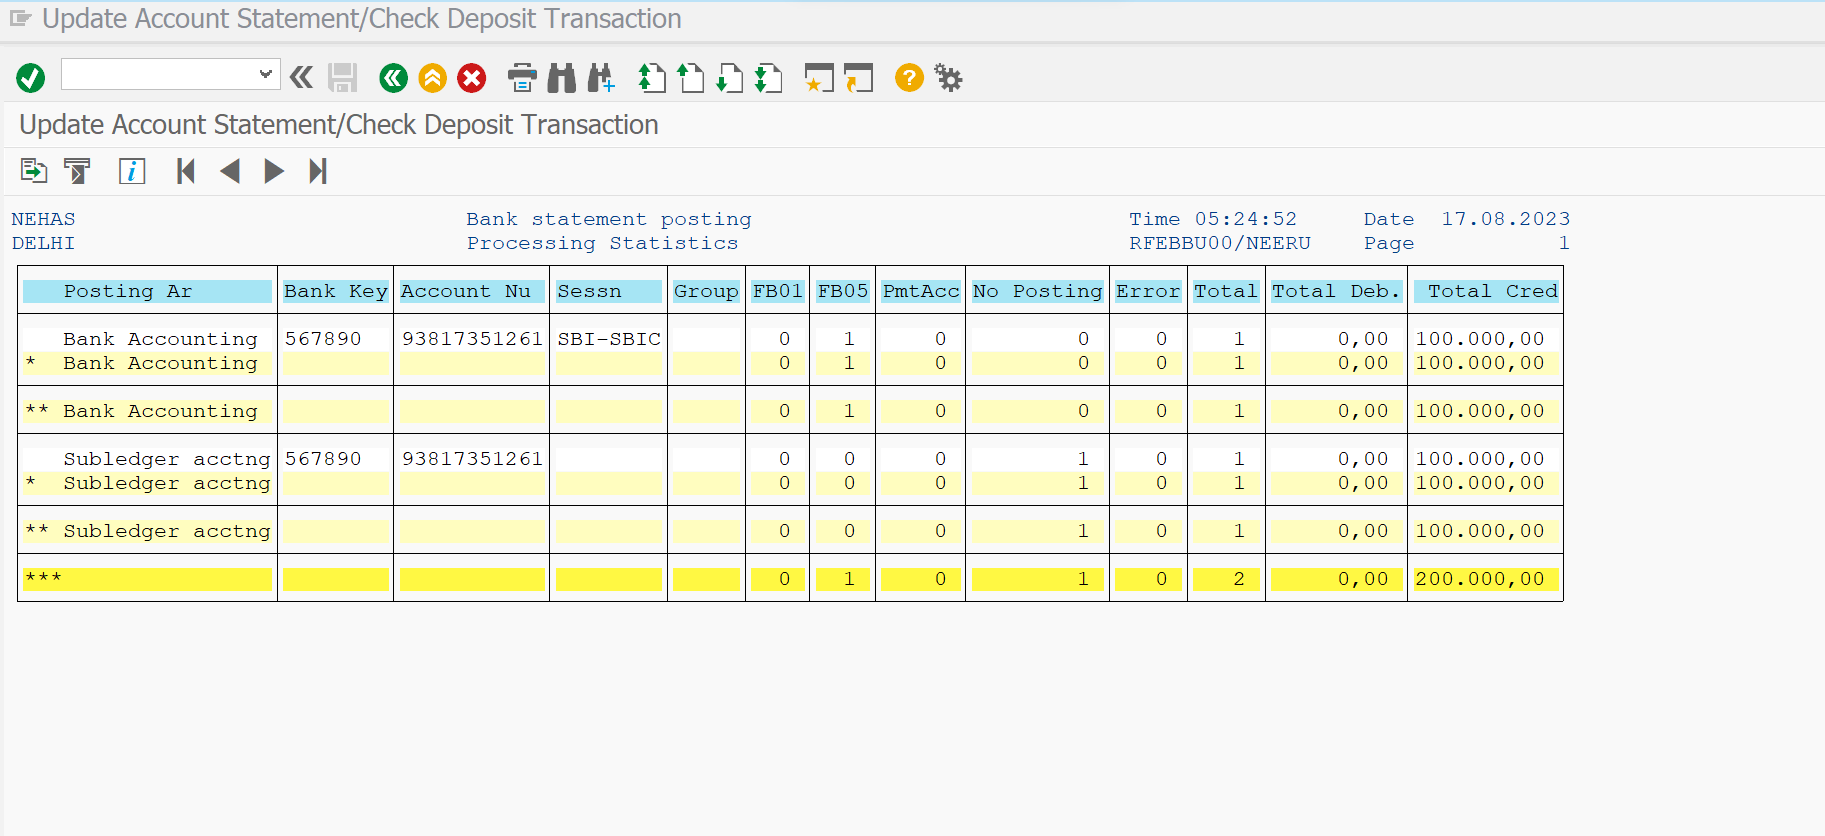 Update Account Statement/Check Deposit Transaction
Update Account Statement/Check Deposit Transaction
NEHAS Bank statement posting Time 05:24:52 Date 17.08.2023
DELHI Processing Statistics RFEBBU00/NEERU Page 1
Posting Ar Bank Key Account Nu Sessn Group FB01 FB05 PmtAcc No Posting Error Total Total Deb. Total Cred
Bank Accounting 567890 93817351261 SBI-SBIC 0 1 0 0 0 1 0,00 100.000,00
* Bank Accounting 0 1 0 0 0 1 0,00 100.000,00
** Bank Accounting 0 1 0 0 0 1 0,00 100.000,00
Subledger acctng 567890 93817351261 0 0 0 1 0 1 0,00 100.000,00
* Subledger acctng 0 0 0 1 0 1 0,00 100.000,00
** Subledger acctng 0 0 0 1 0 1 0,00 100.000,00
*** 0 1 0 1 0 2 0,00 200.000,00